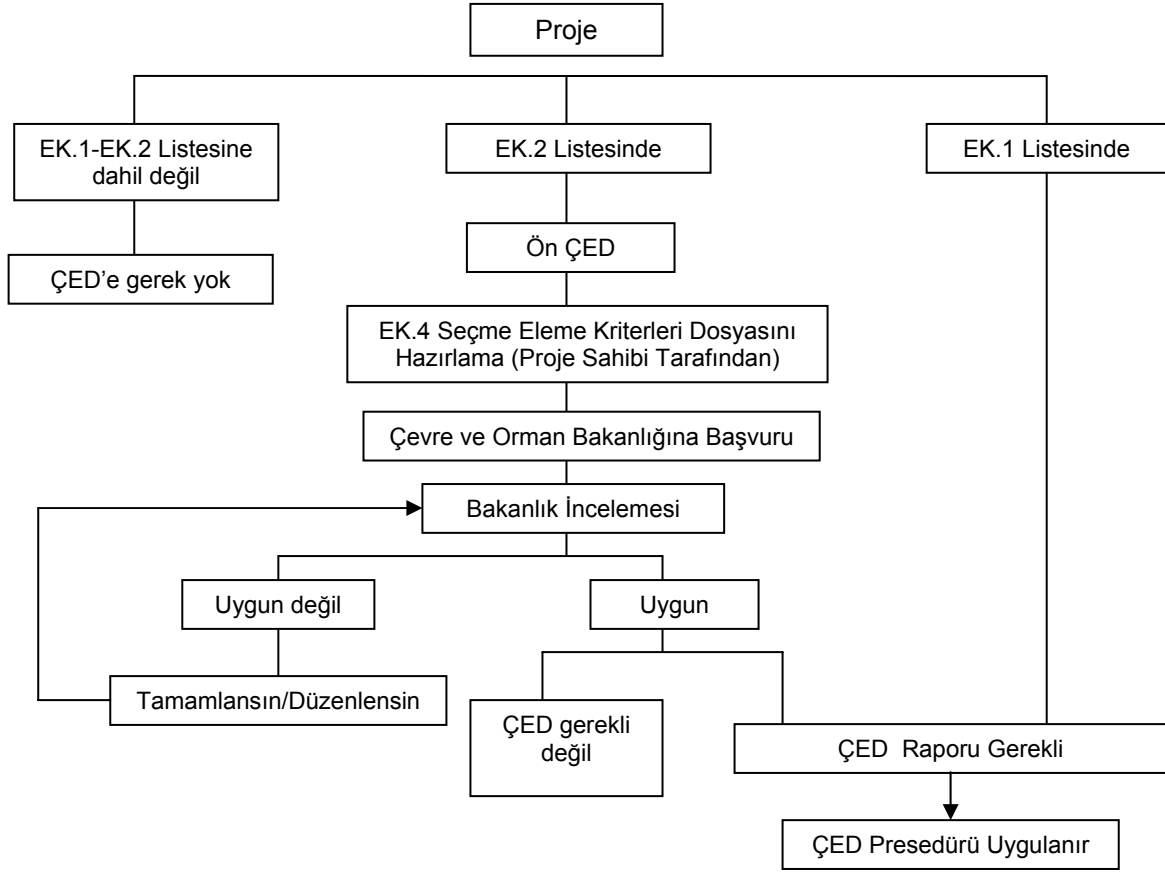 Proje
EK.1-EK.2 Listesine
dahil değil
EK.2 Listesinde
EK.1 Listesinde
ÇED’e gerek yok
Ön ÇED
EK.4 Seçme Eleme Kriterleri Dosyasını
Hazırlama (Proje Sahibi Tarafından)
Çevre ve Orman Bakanlığına Başvuru
Bakanlık İncelemesi
Uygun değil
Uygun
Tamamlansın/Düzenlensin
ÇED gerekli
değil
ÇED Raporu Gerekli
ÇED Presedürü Uygulanır